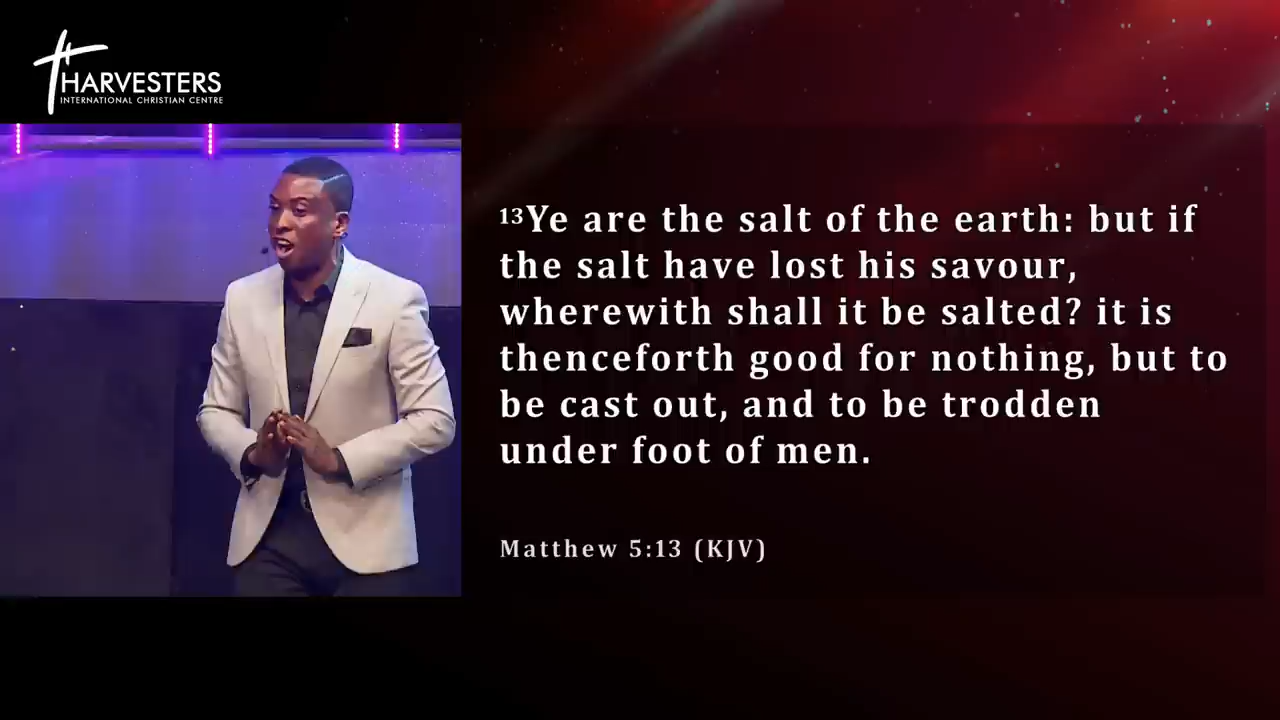 HARVESTERS
INTERNATIONAL CHRISTIAN CENTRE
¹³Ye are the salt of the earth: but if
the salt have lost his savour,
wherewith shall it be salted? it is
thenceforth good for nothing, but to
be cast out, and to be trodden
under foot of men.
Matthew 5:13 (KJV)